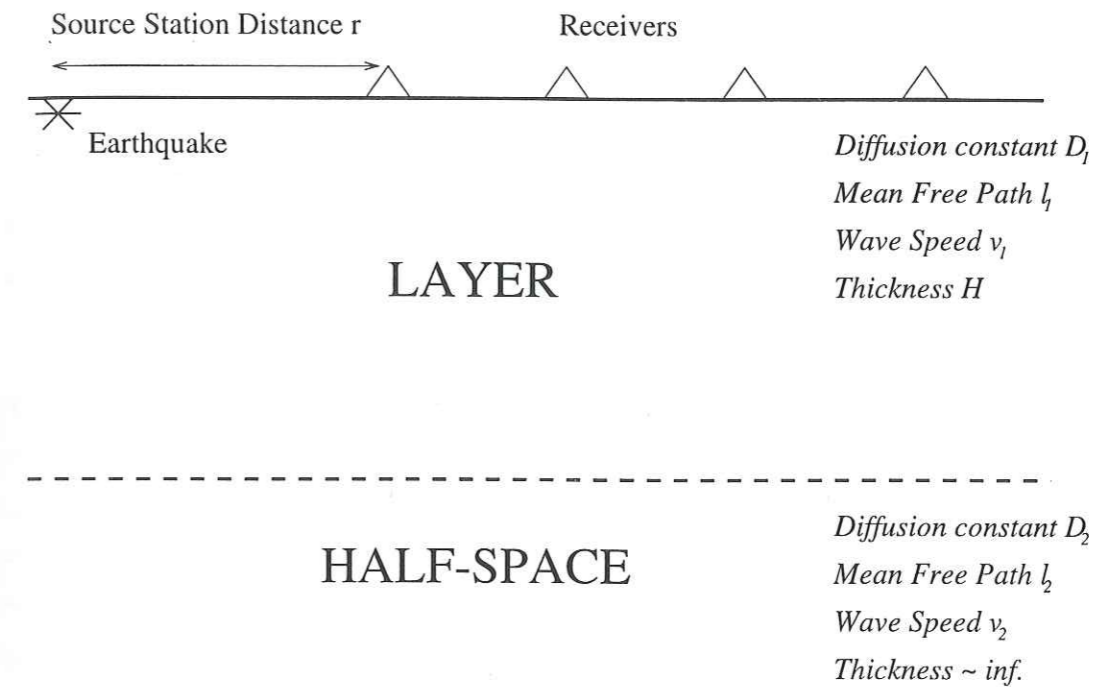 Source Station Distance r
Receivers
Earthquake
Diffusion constant D₁
Mean Free Path l₁
Wave Speed v₁
Thickness H
LAYER
Diffusion constant D₂
Mean Free Path l₂
Wave Speed v₂
Thickness ~ inf.
HALF-SPACE